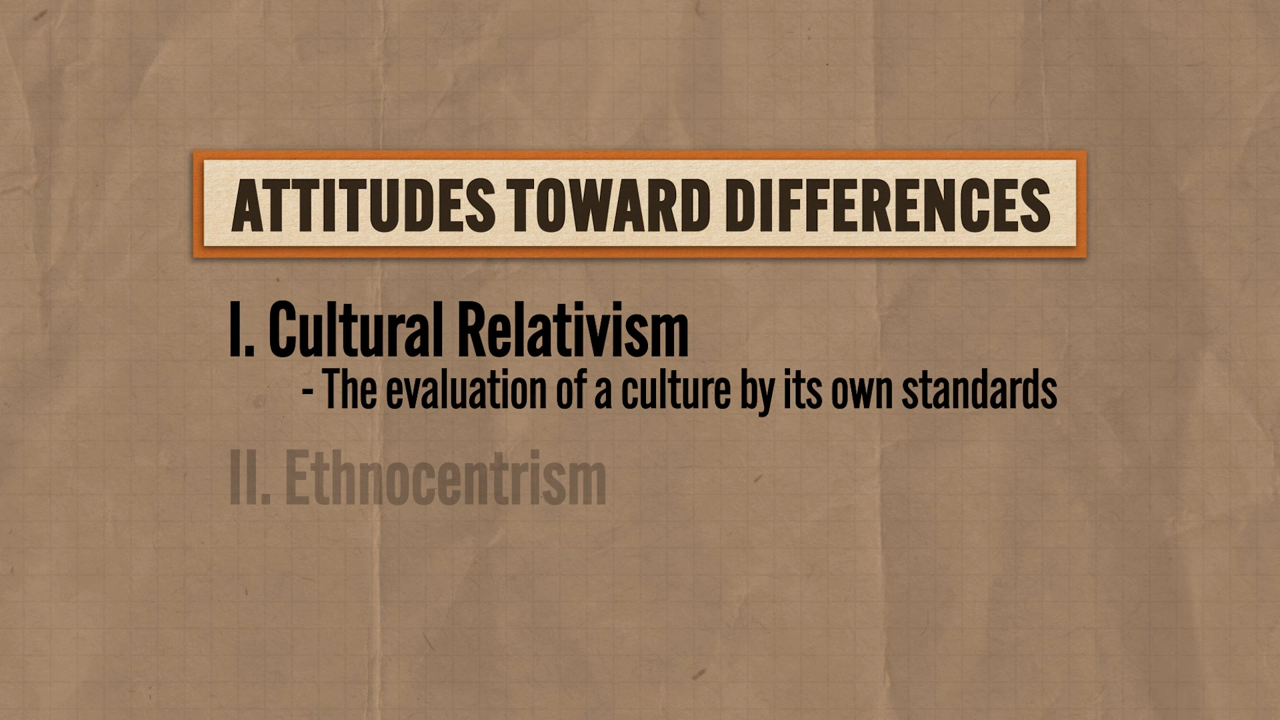 ATTITUDES TOWARD DIFFERENCES
I. Cultural Relativism
- The evaluation of a culture by its own standards
II. Ethnocentrism